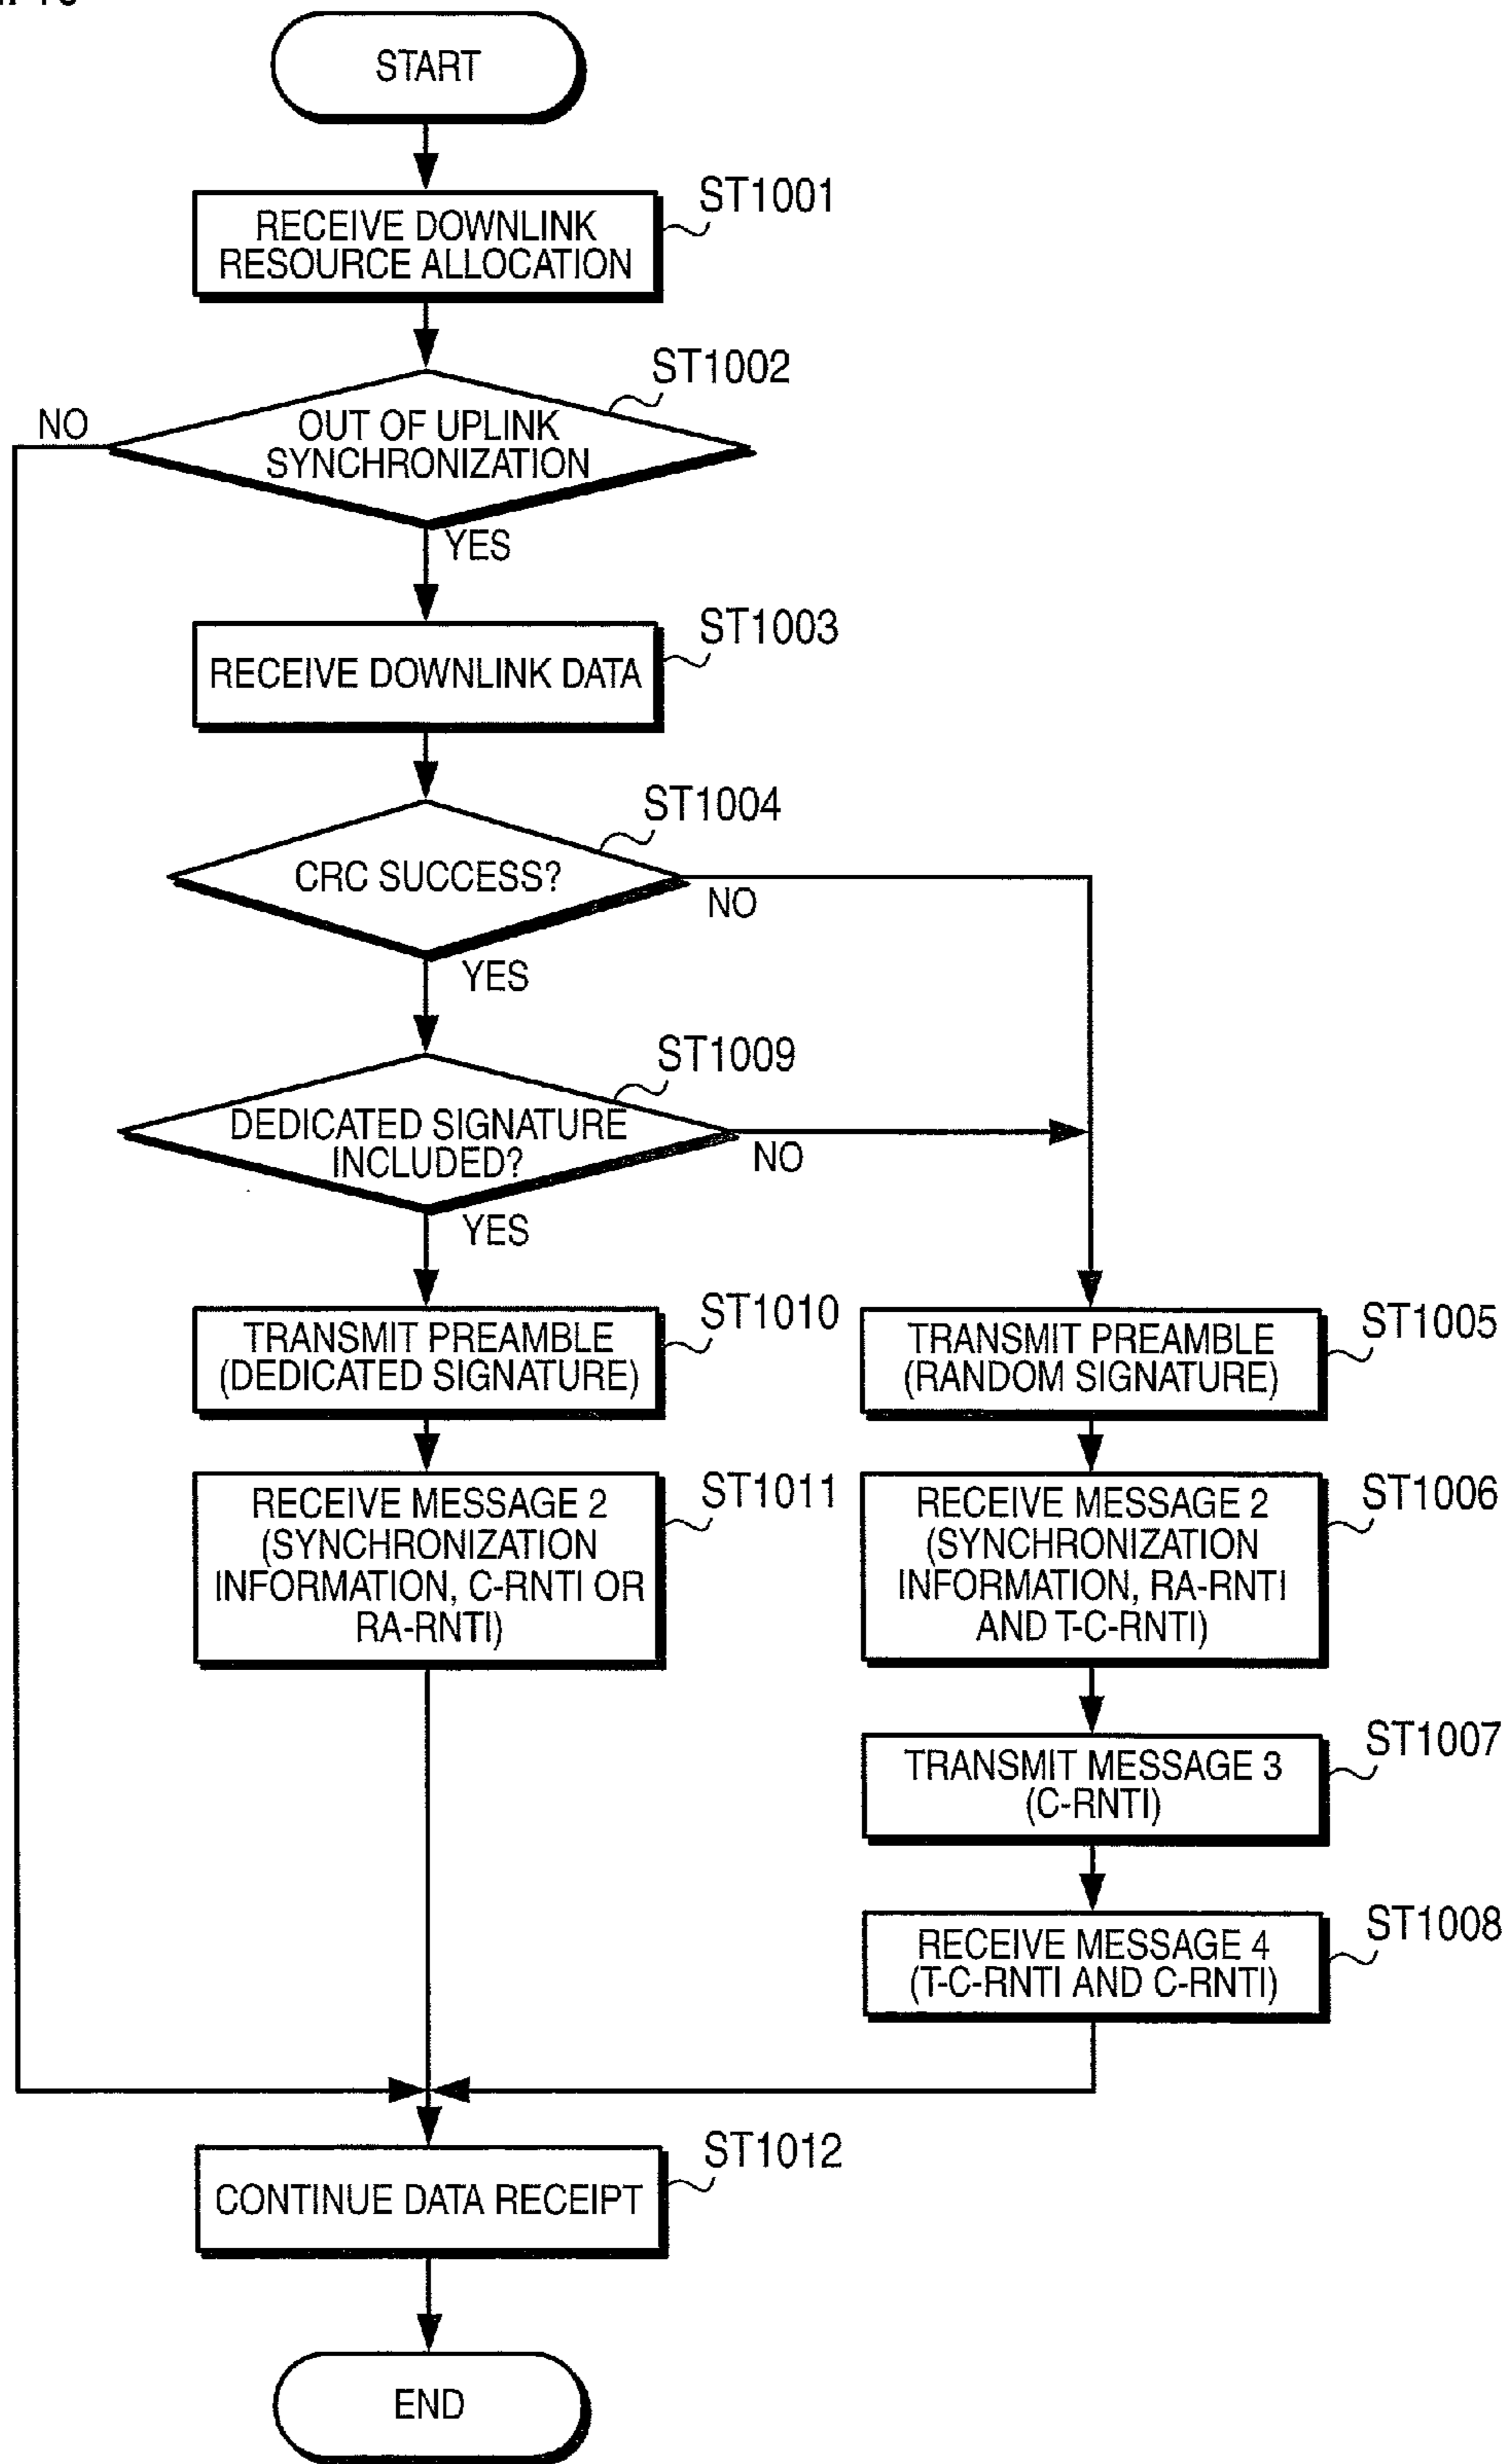 START
RECEIVE DOWNLINK
RESOURCE ALLOCATION
ST1001
OUT OF UPLINK
SYNCHRONIZATION
ST1002
NO
YES
RECEIVE DOWNLINK DATA
ST1003
CRC SUCCESS?
ST1004
NO
YES
DEDICATED SIGNATURE
INCLUDED?
ST1009
NO
YES
TRANSMIT PREAMBLE
(DEDICATED SIGNATURE)
ST1010
TRANSMIT PREAMBLE
(RANDOM SIGNATURE)
ST1005
RECEIVE MESSAGE 2
(SYNCHRONIZATION
INFORMATION, C-RNTI OR
RA-RNTI)
ST1011
RECEIVE MESSAGE 2
(SYNCHRONIZATION
INFORMATION, RA-RNTI
AND T-C-RNTI)
ST1006
TRANSMIT MESSAGE 3
(C-RNTI)
ST1007
RECEIVE MESSAGE 4
(T-C-RNTI AND C-RNTI)
ST1008
CONTINUE DATA RECEIPT
ST1012
END